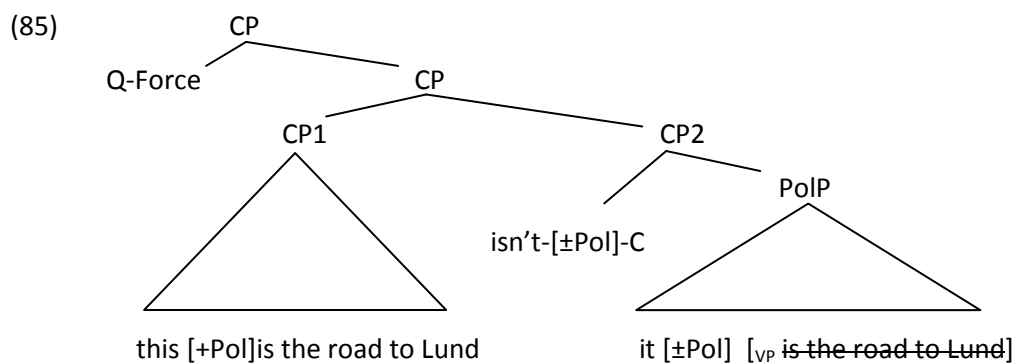 (85) CP
Q-Force CP
CP1 CP2
PolP
isn't-[±Pol]-C
this [+Pol]is the road to Lund it [±Pol] [VP is the road to Lund]